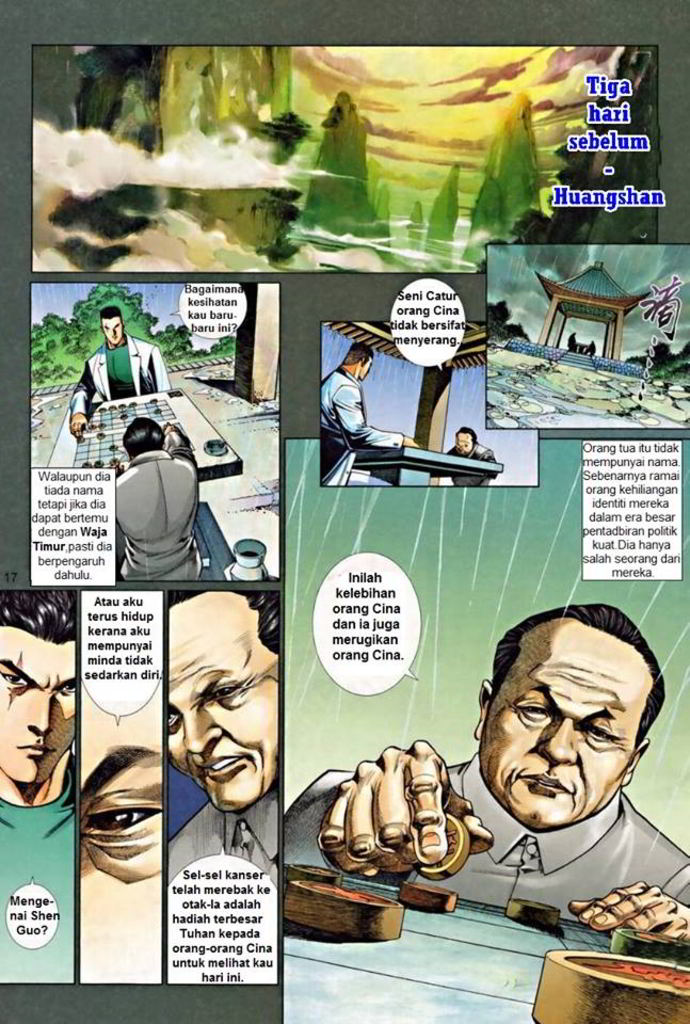 Tiga
hari
sebelum
-
Huangshan
Bagaimana
kesihatan
kau baru-
baru ini?
Seni Catur
orang Cina
tidak bersifat
menyerang.
Walaupun dia
tiada nama
tetapi jika dia
dapat bertemu
dengan Waja
Timur,pasti dia
berpengaruh
dahulu.
Orang tua itu tidak
mempunyai nama.
Sebenarnya ramai
orang kehiliangan
identiti mereka
dalam era besar
pentadbiran politik
kuat.Dia hanya
salah seorang dari
mereka.
17
Inilah
kelebihan
orang Cina
dan ia juga
merugikan
orang Cina.
Atau aku
terus hidup
kerana aku
mempunyai
minda tidak
sedarkan diri.
Menge-
nai Shen
Guo?
Sel-sel kanser
telah merebak ke
otak-la adalah
hadiah terbesar
Tuhan kepada
orang-orang Cina
untuk melihat kau
hari ini.